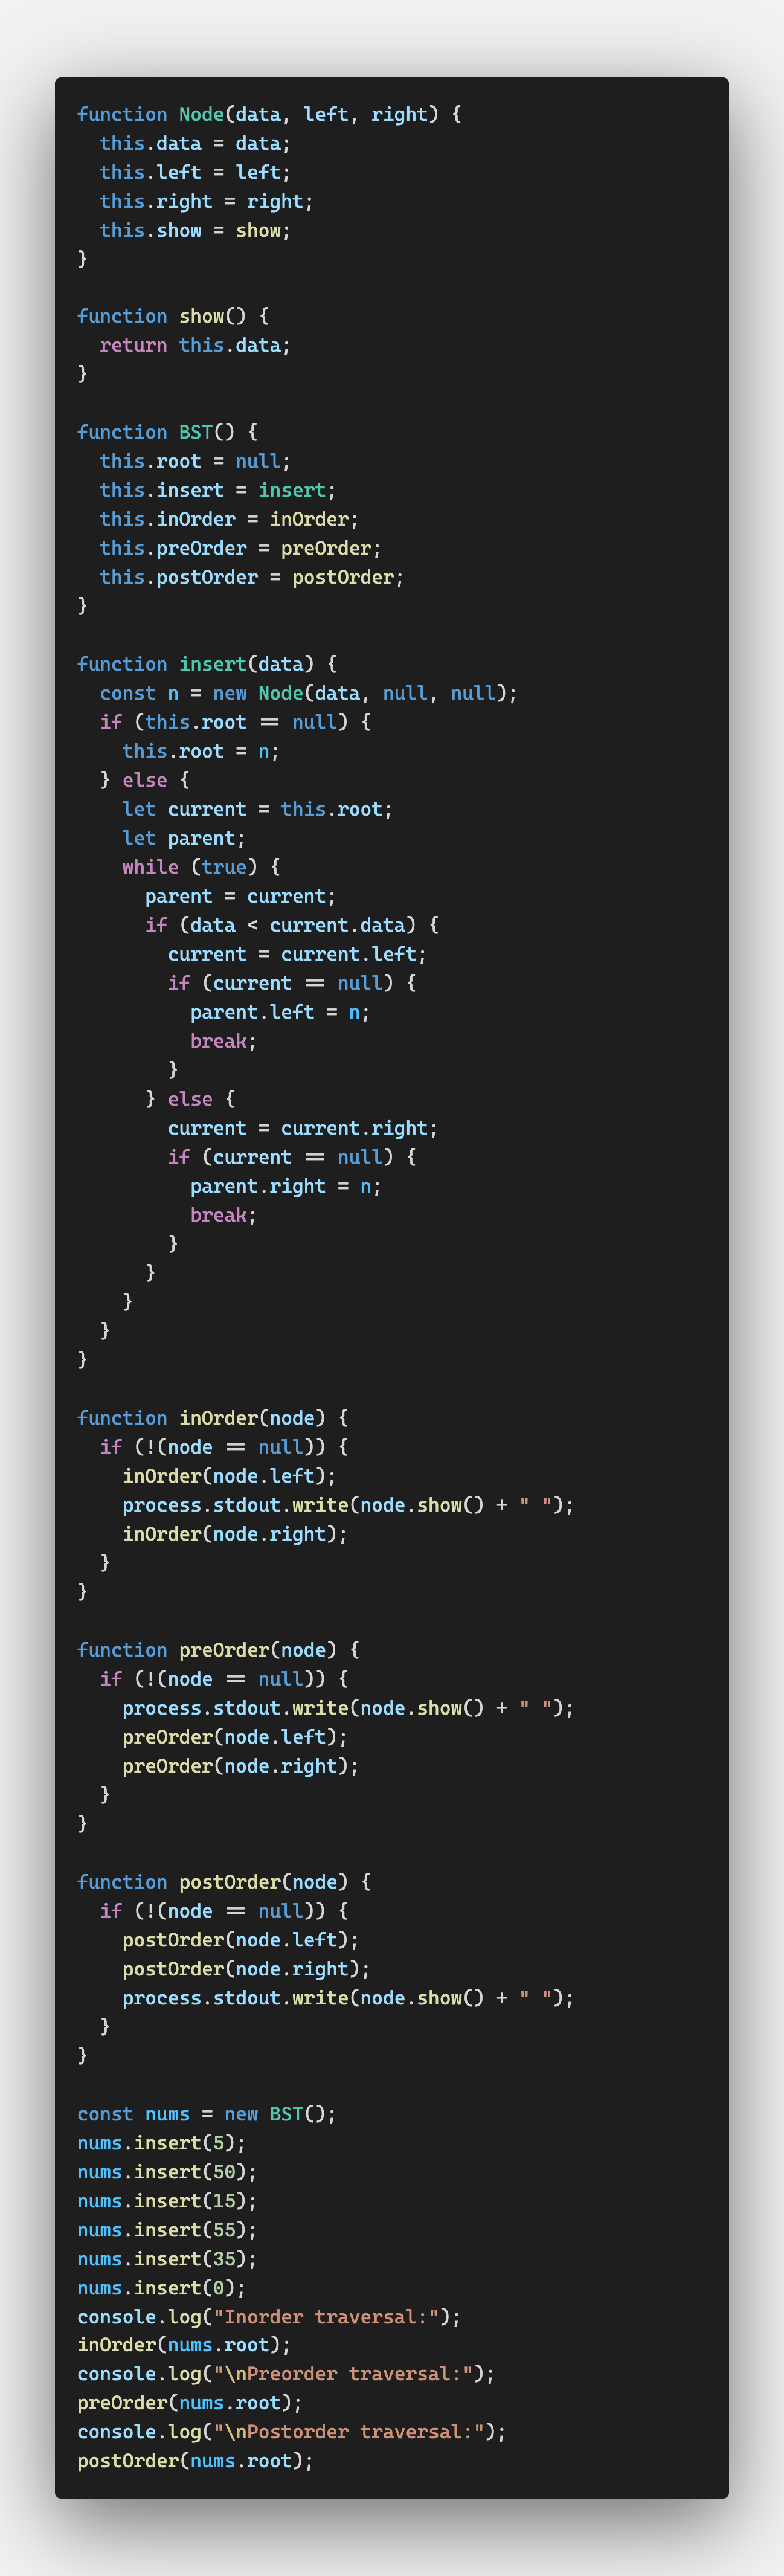 function Node(data, left, right) {
  this.data = data;
  this.left = left;
  this.right = right;
  this.show = show;
}

function show() {
  return this.data;
}

function BST() {
  this.root = null;
  this.insert = insert;
  this.inOrder = inOrder;
  this.preOrder = preOrder;
  this.postOrder = postOrder;
}

function insert(data) {
  const n = new Node(data, null, null);
  if (this.root == null) {
    this.root = n;
  } else {
    let current = this.root;
    let parent;
    while (true) {
      parent = current;
      if (data < current.data) {
        current = current.left;
        if (current == null) {
          parent.left = n;
          break;
        }
      } else {
        current = current.right;
        if (current == null) {
          parent.right = n;
          break;
        }
      }
    }
  }
}

function inOrder(node) {
  if (!(node == null)) {
    inOrder(node.left);
    process.stdout.write(node.show() + " ");
    inOrder(node.right);
  }
}

function preOrder(node) {
  if (!(node == null)) {
    process.stdout.write(node.show() + " ");
    preOrder(node.left);
    preOrder(node.right);
  }
}

function postOrder(node) {
  if (!(node == null)) {
    postOrder(node.left);
    postOrder(node.right);
    process.stdout.write(node.show() + " ");
  }
}

const nums = new BST();
nums.insert(5);
nums.insert(50);
nums.insert(15);
nums.insert(55);
nums.insert(35);
nums.insert(0);
console.log("Inorder traversal:");
inOrder(nums.root);
console.log("\nPreorder traversal:");
preOrder(nums.root);
console.log("\nPostorder traversal:");
postOrder(nums.root);